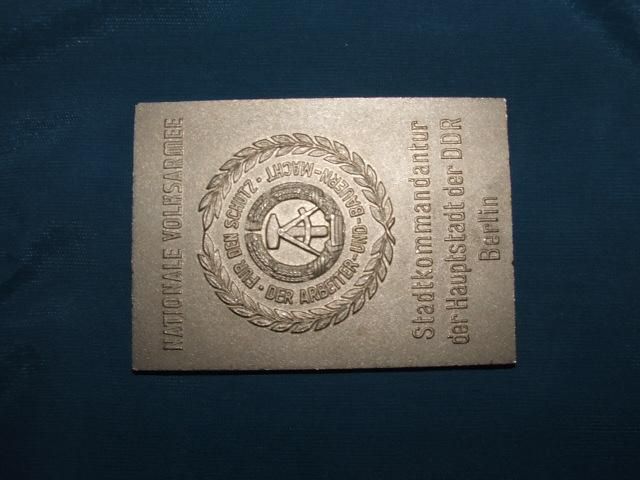 NATIONALE VOLKSARMEE
FÜR DEN SCHUTZ · DER ARBEITER-UND-BAUERN-MACHT ·
Stadtkommandantur
der Hauptstadt der DDR
Berlin